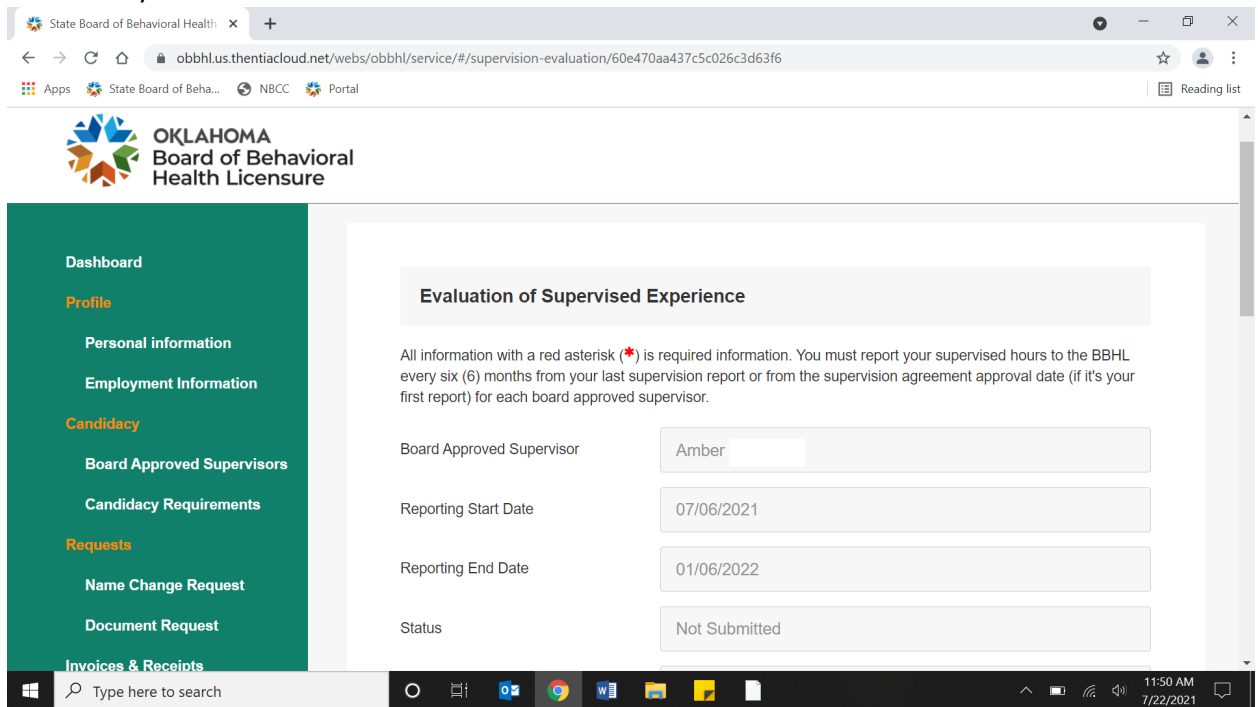 State Board of Behavioral Health
obbhl.us.thentiacloud.net/webs/obbhl/service/#/supervision-evaluation/60e470aa437c5c026c3d63f6
Apps State Board of Beha... NBCC Portal Reading list
OKLAHOMA
Board of Behavioral
Health Licensure
Dashboard
Profile
Personal information
Employment Information
Candidacy
Board Approved Supervisors
Candidacy Requirements
Requests
Name Change Request
Document Request
Invoices & Receipts
Evaluation of Supervised Experience
All information with a red asterisk (*) is required information. You must report your supervised hours to the BBHL
every six (6) months from your last supervision report or from the supervision agreement approval date (if it's your
first report) for each board approved supervisor.
Board Approved Supervisor Amber
Reporting Start Date 07/06/2021
Reporting End Date 01/06/2022
Status Not Submitted
Type here to search
11:50 AM
7/22/2021